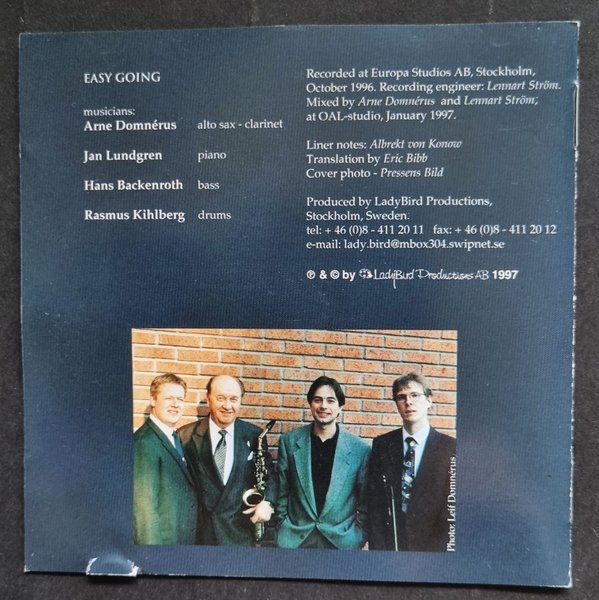 EASY GOING
musicians:
Arne Domnérus alto sax - clarinet
Jan Lundgren piano
Hans Backenroth bass
Rasmus Kihlberg drums
Recorded at Europa Studios AB, Stockholm,
October 1996. Recording engineer: Lennart Ström.
Mixed by Arne Domnérus and Lennart Ström,
at OAL-studio, January 1997.
Liner notes: Albrekt von Konow
Translation by Eric Bibb
Cover photo - Pressens Bild
Produced by LadyBird Productions,
Stockholm, Sweden.
tel: + 46 (0)8 - 411 20 11 fax: + 46 (0)8 - 411 20 12
e-mail: lady.bird@mbox304.swipnet.se
℗ & © by LadyBird Productions AB 1997
Photo: Leif Domnérus